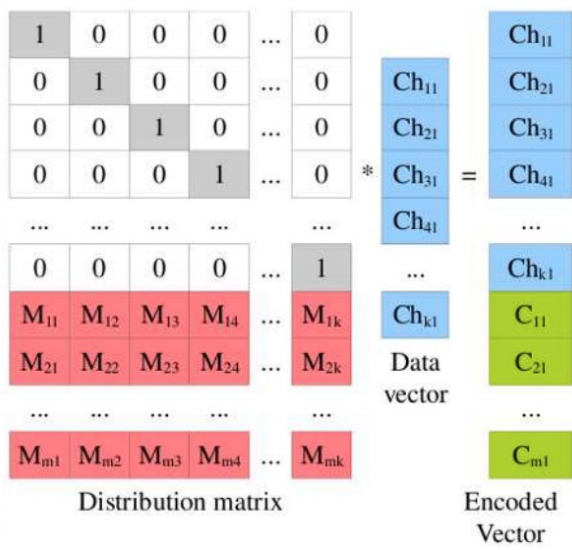 1 0 0 0 ... 0 Ch₁₁
0 1 0 0 ... 0 Ch₁₁ Ch₂₁
0 0 1 0 ... 0 Ch₂₁ Ch₃₁
0 0 0 1 ... 0 * Ch₃₁ = Ch₄₁
... ... ... ... ... Ch₄₁ ...
0 0 0 0 ... 1 ... Chₖ₁
M₁₁ M₁₂ M₁₃ M₁₄ ... M₁ₖ Chₖ₁ C₁₁
M₂₁ M₂₂ M₂₃ M₂₄ ... M₂ₖ Data C₂₁
... ... ... ... ... vector ...
Mₘ₁ Mₘ₂ Mₘ₃ Mₘ₄ ... Mₘₖ Cₘ₁
Distribution matrix Encoded
Vector